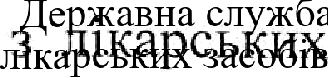 Державна служба
з лікарських
лікарських засобів